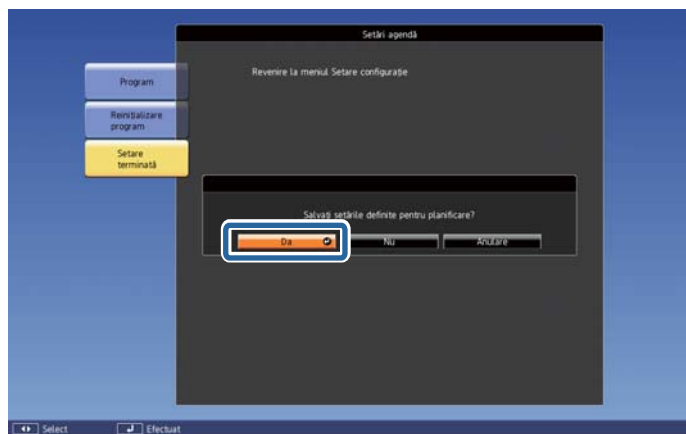 Setări agendă
Revenire la meniul Setare configurație
Program
Reinițializare
program
Setare
terminată
Salvați setările definite pentru planificare?
Da
Nu
Anulare
Select
Efectuat